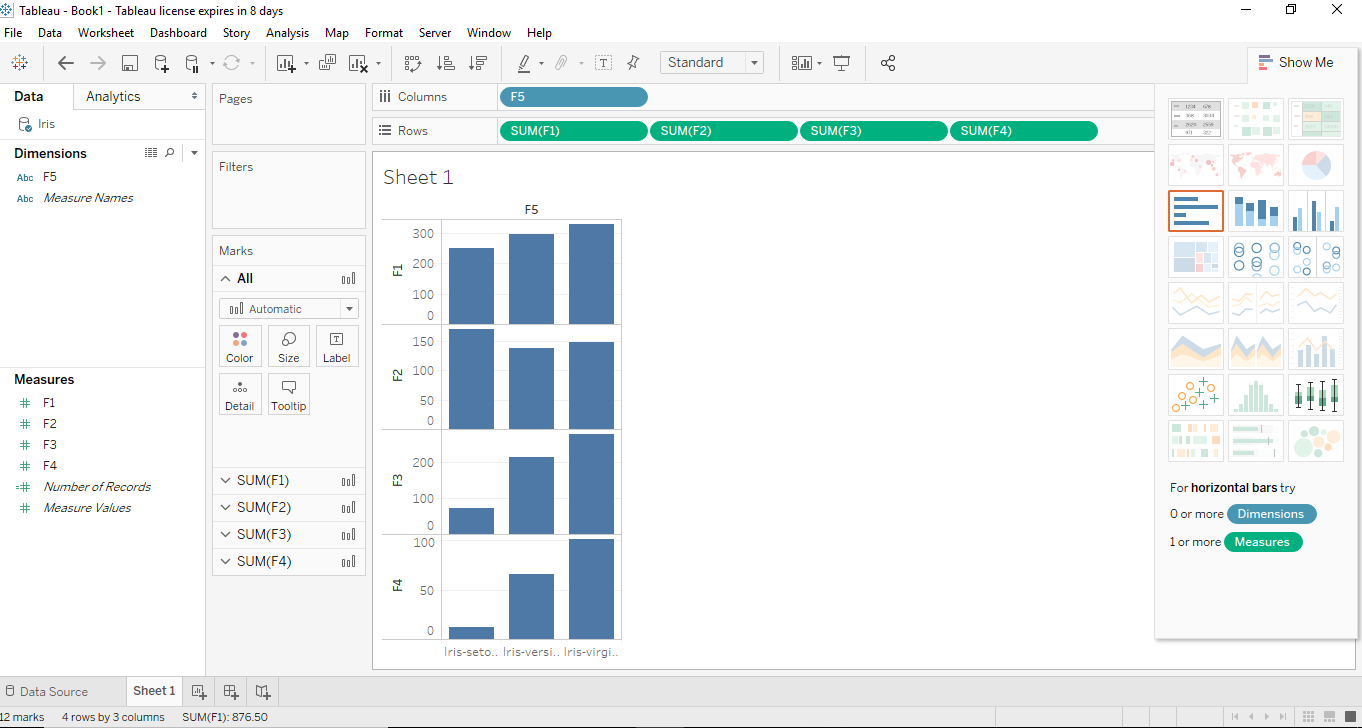 Tableau - Book1 - Tableau license expires in 8 days
File Data Worksheet Dashboard Story Analysis Map Format Server Window Help
Standard
Show Me
Data Analytics
Iris
Dimensions
Abc F5
Abc Measure Names
Measures
F1
F2
F3
F4
Number of Records
Measure Values
Pages
Filters
Marks
All
Automatic
Color Size Label
Detail Tooltip
SUM(F1)
SUM(F2)
SUM(F3)
SUM(F4)
Columns F5
Rows SUM(F1) SUM(F2) SUM(F3) SUM(F4)
Sheet 1
F5
F1
300
200
100
0
F2
150
100
50
0
F3
200
100
0
F4
100
50
0
Iris-seto.. Iris-versi.. Iris-virgi..
For horizontal bars try
0 or more Dimensions
1 or more Measures
Data Source Sheet 1
12 marks 4 rows by 3 columns SUM(F1): 876.50